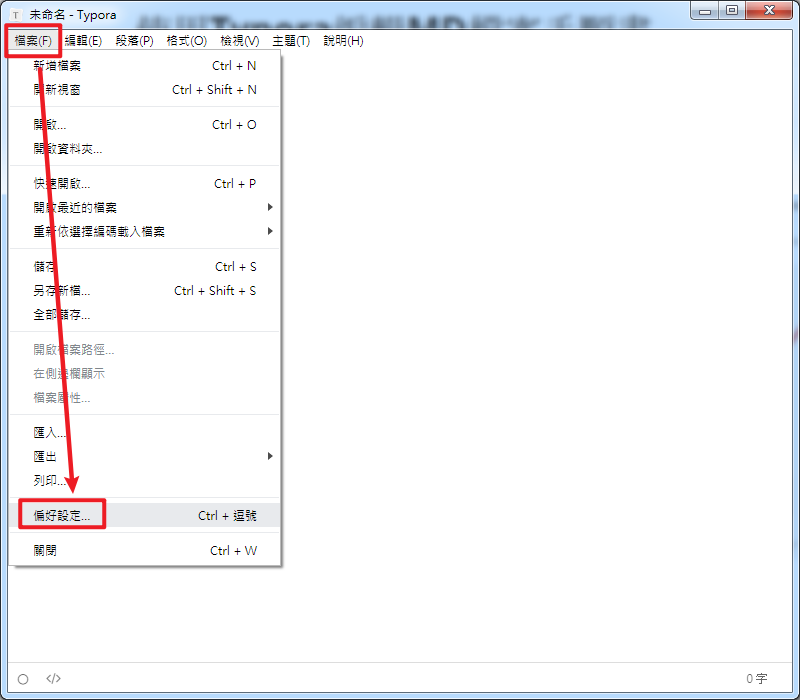 T 未命名 - Typora
檔案(F) 編輯(E) 段落(P) 格式(O) 檢視(V) 主題(T) 說明(H)
新增檔案 Ctrl + N
開新視窗 Ctrl + Shift + N
開啟... Ctrl + O
開啟資料夾...
快速開啟... Ctrl + P
開啟最近的檔案
重新依選擇編碼載入檔案
儲存 Ctrl + S
另存新檔... Ctrl + Shift + S
全部儲存...
開啟檔案路徑...
在側邊欄顯示
檔案屬性...
匯入...
匯出
列印...
偏好設定... Ctrl + 逗號
關閉 Ctrl + W
</> 0 字